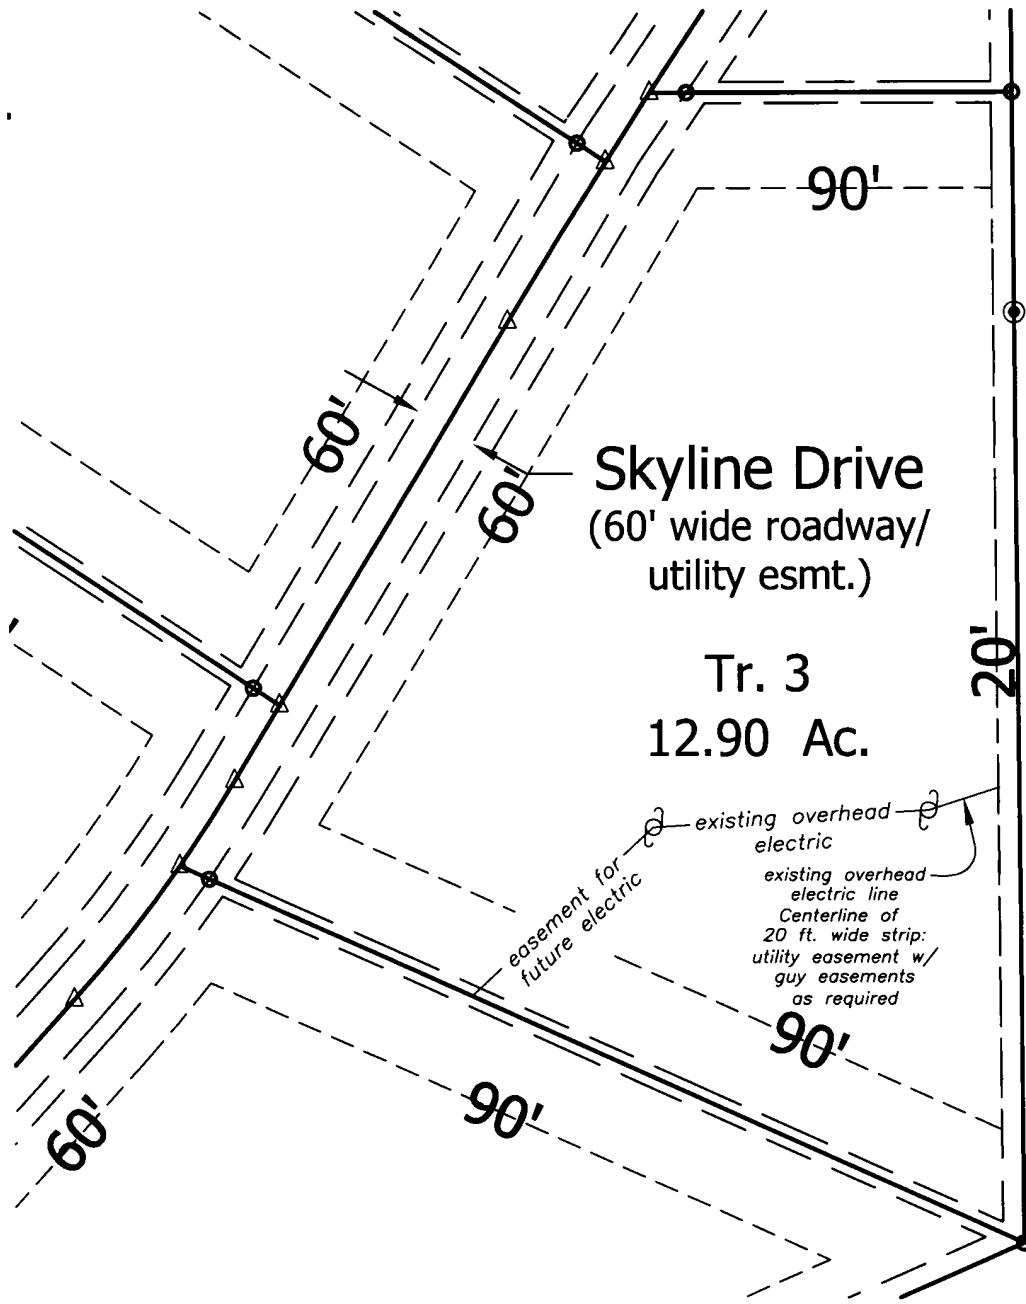 90'
60'
60'
Skyline Drive
(60' wide roadway/
utility esmt.)
20'
Tr. 3
12.90 Ac.
existing overhead
electric
easement for
future electric
existing overhead
electric line
Centerline of
20 ft. wide strip:
utility easement w/
guy easements
as required
90'
90'
60'